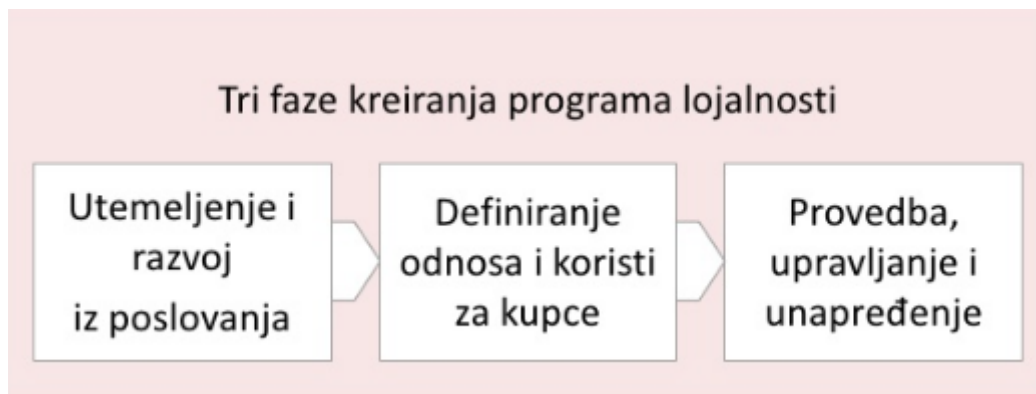 Tri faze kreiranja programa lojalnosti
Utemeljenje i
razvoj
iz poslovanja
Definiranje
odnosa i koristi
za kupce
Provedba,
upravljanje i
unapređenje